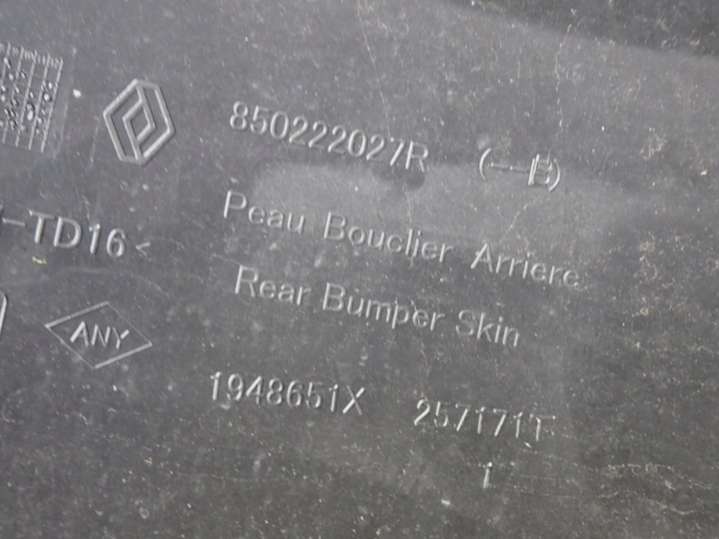 850222027R (--B)
-TD16<
Peau Bouclier Arriere
Rear Bumper Skin
ANY
1948651X 257171T
1